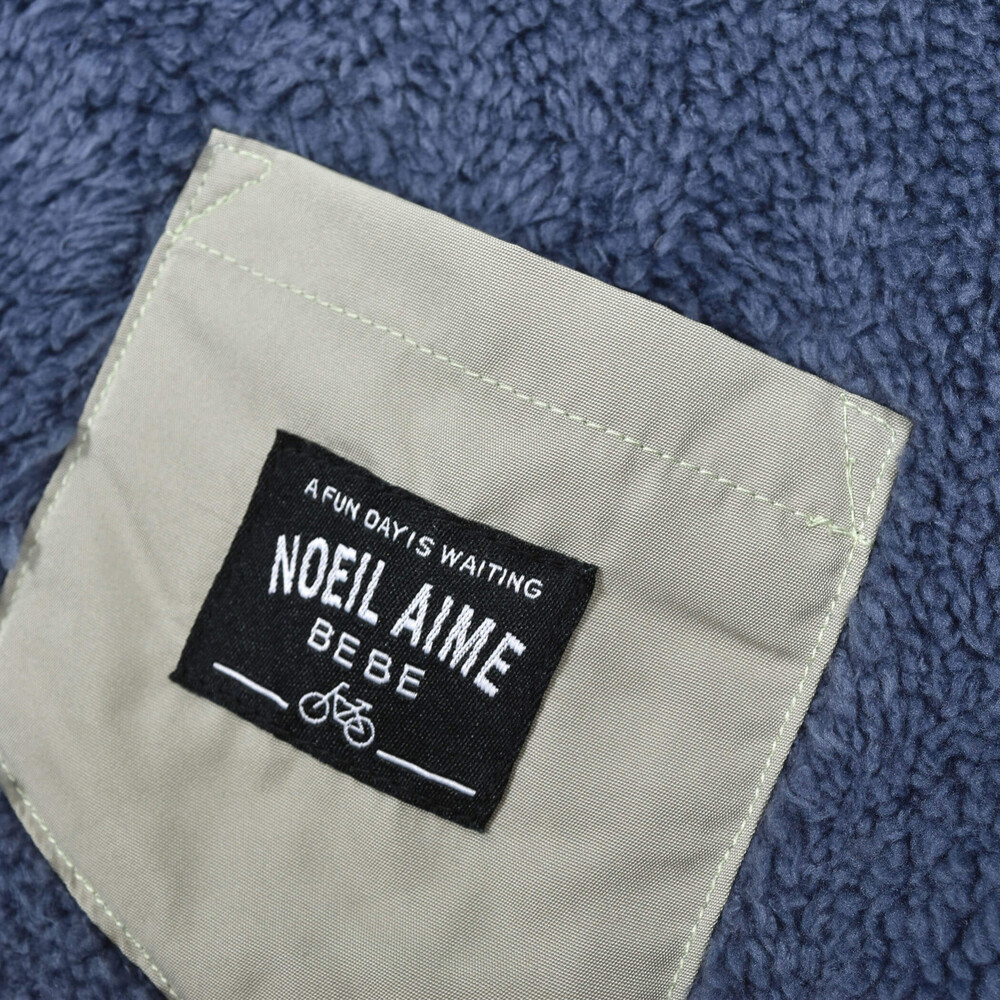 A FUN DAY IS WAITING
NOEIL AIME
BEBE